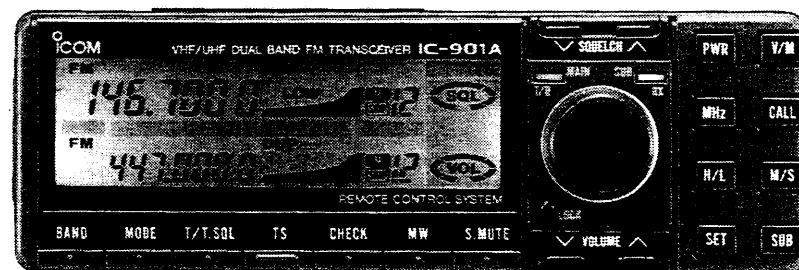 ICOM
VHF/UHF DUAL BAND FM TRANSCEIVER IC-901A
FM
SQL
FM
VOL
REMOTE CONTROL SYSTEM
BAND MODE T/T.SQL TS CHECK MW S.MUTE
SQUELCH
MAIN SUB
LOCK
VOLUME
PWR V/M
MHz CALL
H/L M/S
SET SUB